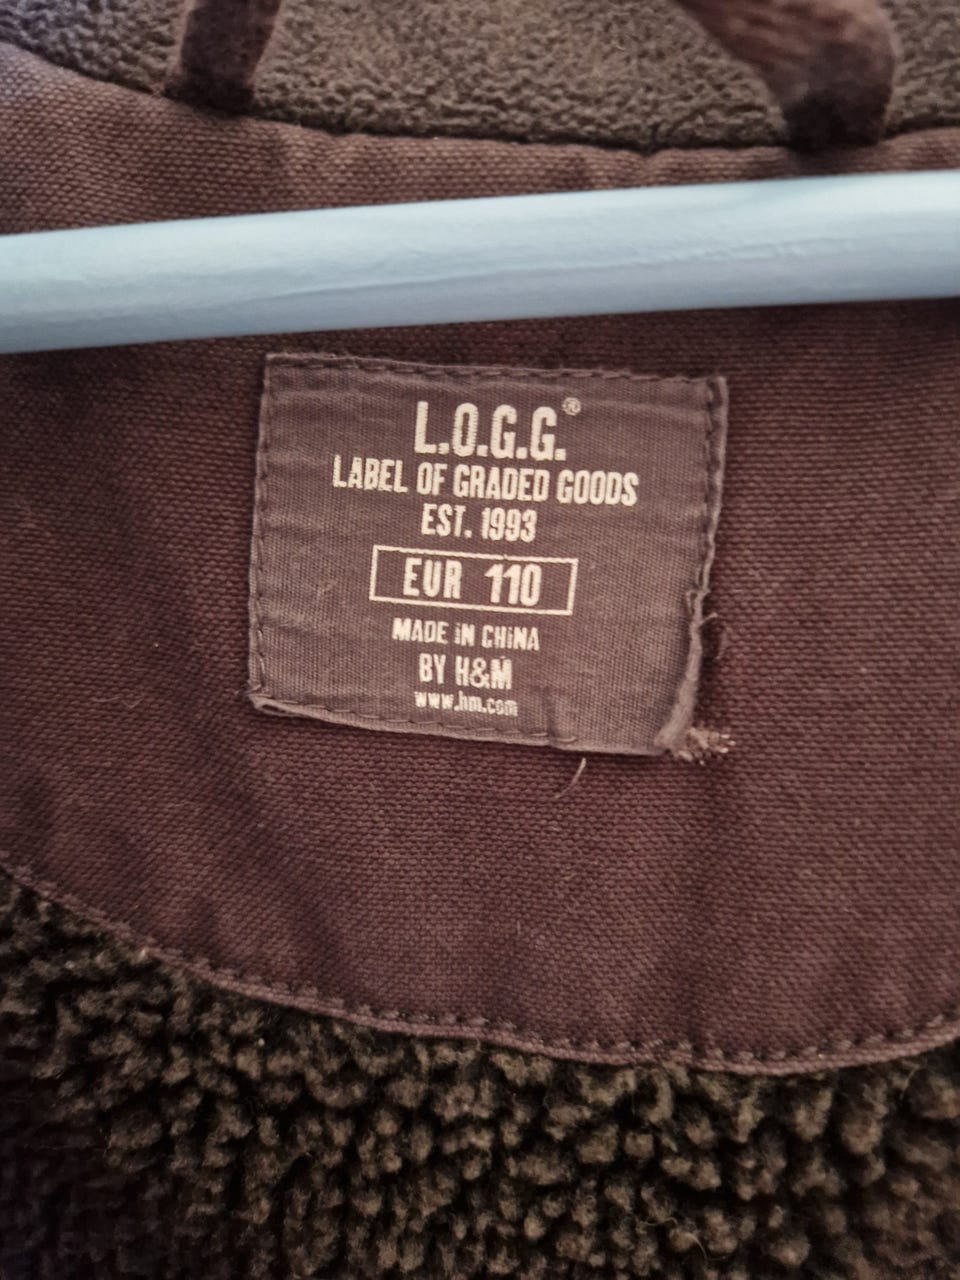 L.O.G.G.®
LABEL OF GRADED GOODS
EST. 1993
EUR 110
MADE IN CHINA
BY H&M
www.hm.com